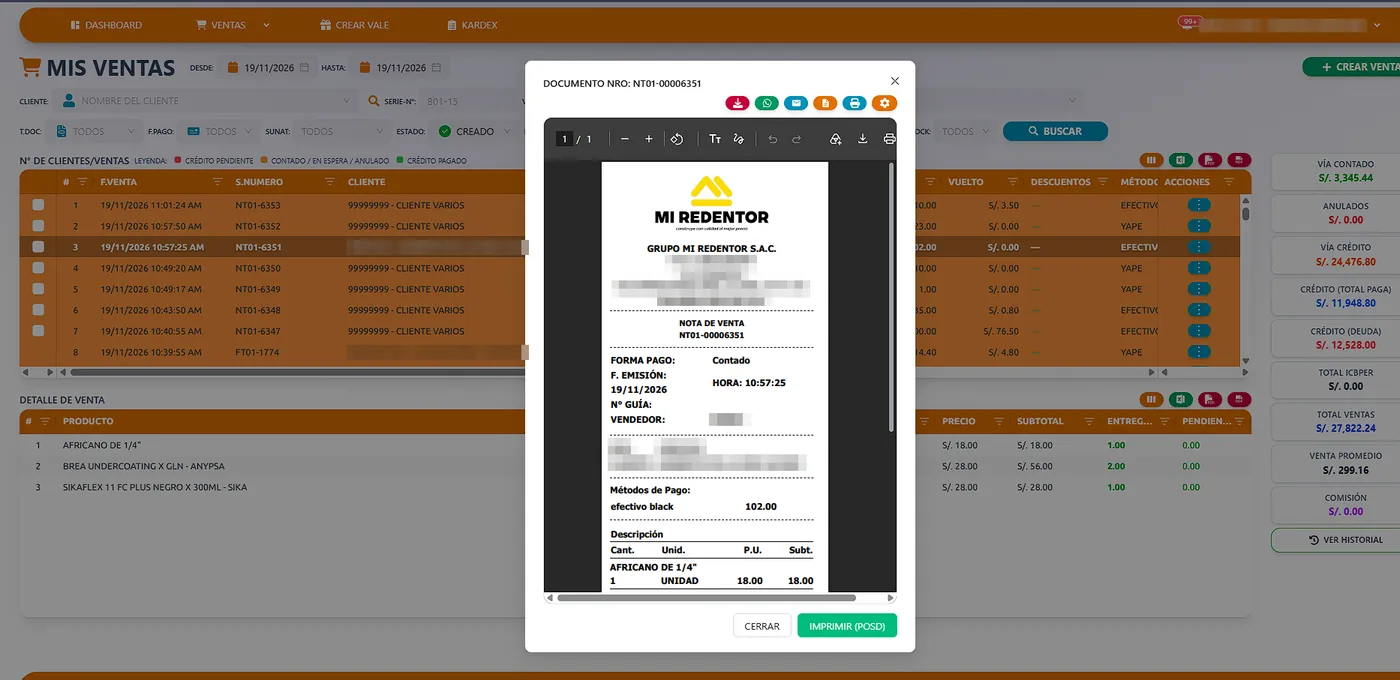 DASHBOARD VENTAS CREAR VALE KARDEX 99+
MIS VENTAS DESDE: 19/11/2026 HASTA: 19/11/2026 CREAR VENTA
CLIENTE: NOMBRE DEL CLIENTE SERIE-N°: B01-15
T.DOC: TODOS F.PAGO: TODOS SUNAT: TODOS ESTADO: CREADO TODOS BUSCAR
N° DE CLIENTES/VENTAS LEYENDA: CRÉDITO PENDIENTE CONTADO / EN ESPERA / ANULADO CRÉDITO PAGADO
# F.VENTA S.NUMERO CLIENTE VUELTO DESCUENTOS MÉTODO ACCIONES
1 19/11/2026 11:01:24 AM NT01-6353 99999999 - CLIENTE VARIOS S/. 3.50 — EFECTIV
2 19/11/2026 10:57:50 AM NT01-6352 99999999 - CLIENTE VARIOS S/. 0.00 — YAPE
3 19/11/2026 10:57:25 AM NT01-6351 S/. 0.00 — EFECTIV
4 19/11/2026 10:49:20 AM NT01-6350 99999999 - CLIENTE VARIOS S/. 0.00 — YAPE
5 19/11/2026 10:49:17 AM NT01-6349 99999999 - CLIENTE VARIOS S/. 0.00 — YAPE
6 19/11/2026 10:43:50 AM NT01-6348 99999999 - CLIENTE VARIOS S/. 0.80 — EFECTIV
7 19/11/2026 10:40:55 AM NT01-6347 99999999 - CLIENTE VARIOS S/. 76.50 — EFECTIV
8 19/11/2026 10:39:55 AM FT01-1774 S/. 4.80 — YAPE
DETALLE DE VENTA
# PRODUCTO PRECIO SUBTOTAL ENTREG... PENDIEN...
1 AFRICANO DE 1/4" S/. 18.00 S/. 18.00 1.00 0.00
2 BREA UNDERCOATING X GLN - ANYPSA S/. 28.00 S/. 56.00 2.00 0.00
3 SIKAFLEX 11 FC PLUS NEGRO X 300ML - SIKA S/. 28.00 S/. 28.00 1.00 0.00
VÍA CONTADO
S/. 3,345.44
ANULADOS
S/. 0.00
VÍA CRÉDITO
S/. 24,476.80
CRÉDITO (TOTAL PAGA)
S/. 11,948.80
CRÉDITO (DEUDA)
S/. 12,528.00
TOTAL ICBPER
S/. 0.00
TOTAL VENTAS
S/. 27,822.24
VENTA PROMEDIO
S/. 299.16
COMISIÓN
S/. 0.00
VER HISTORIAL
DOCUMENTO NRO: NT01-00006351
1 / 1
MI REDENTOR
construye con calidad al mejor precio
GRUPO MI REDENTOR S.A.C.
NOTA DE VENTA
NT01-00006351
FORMA PAGO: Contado
F. EMISIÓN:
19/11/2026 HORA: 10:57:25
N° GUÍA:
VENDEDOR:
Métodos de Pago:
efectivo black 102.00
Descripción
Cant. Unid. P.U. Subt.
AFRICANO DE 1/4"
1 UNIDAD 18.00 18.00
CERRAR IMPRIMIR (POSD)